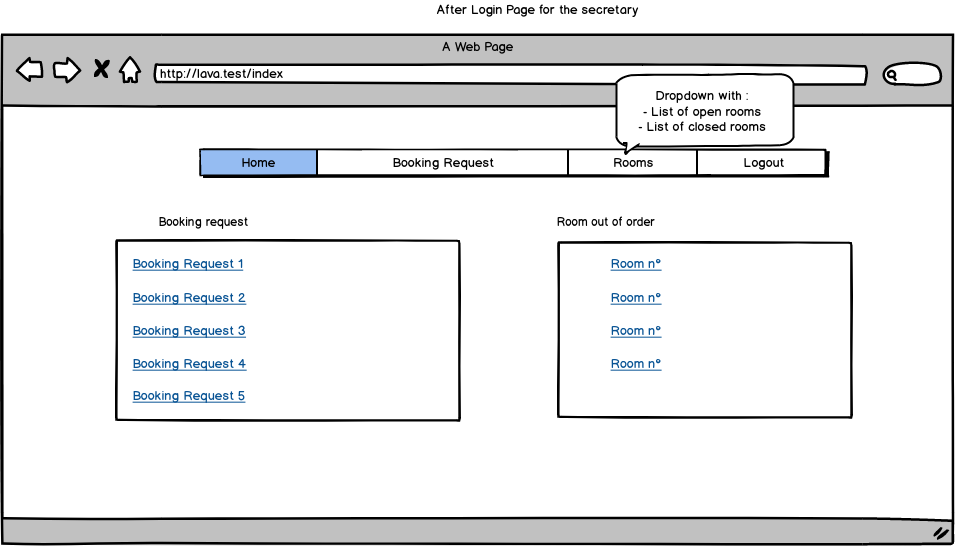 After Login Page for the secretary
A Web Page
http://lava.test/index
Dropdown with :
- List of open rooms
- List of closed rooms
Home
Booking Request
Rooms
Logout
Booking request
Room out of order
Booking Request 1
Booking Request 2
Booking Request 3
Booking Request 4
Booking Request 5
Room n°
Room n°
Room n°
Room n°